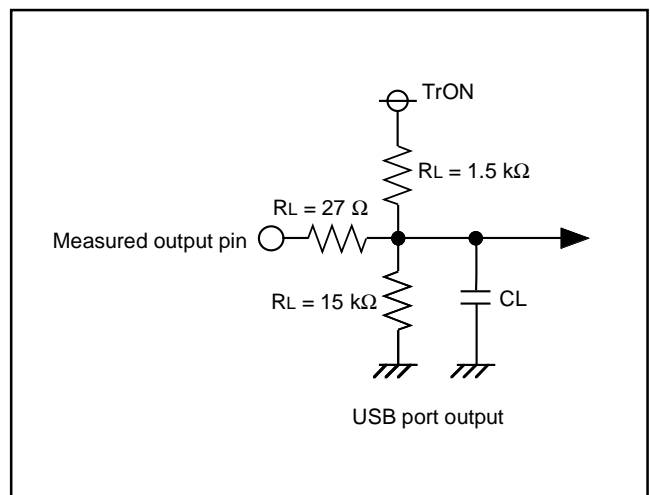 TrON
RL = 1.5 kΩ
RL = 27 Ω
Measured output pin
RL = 15 kΩ
CL
USB port output